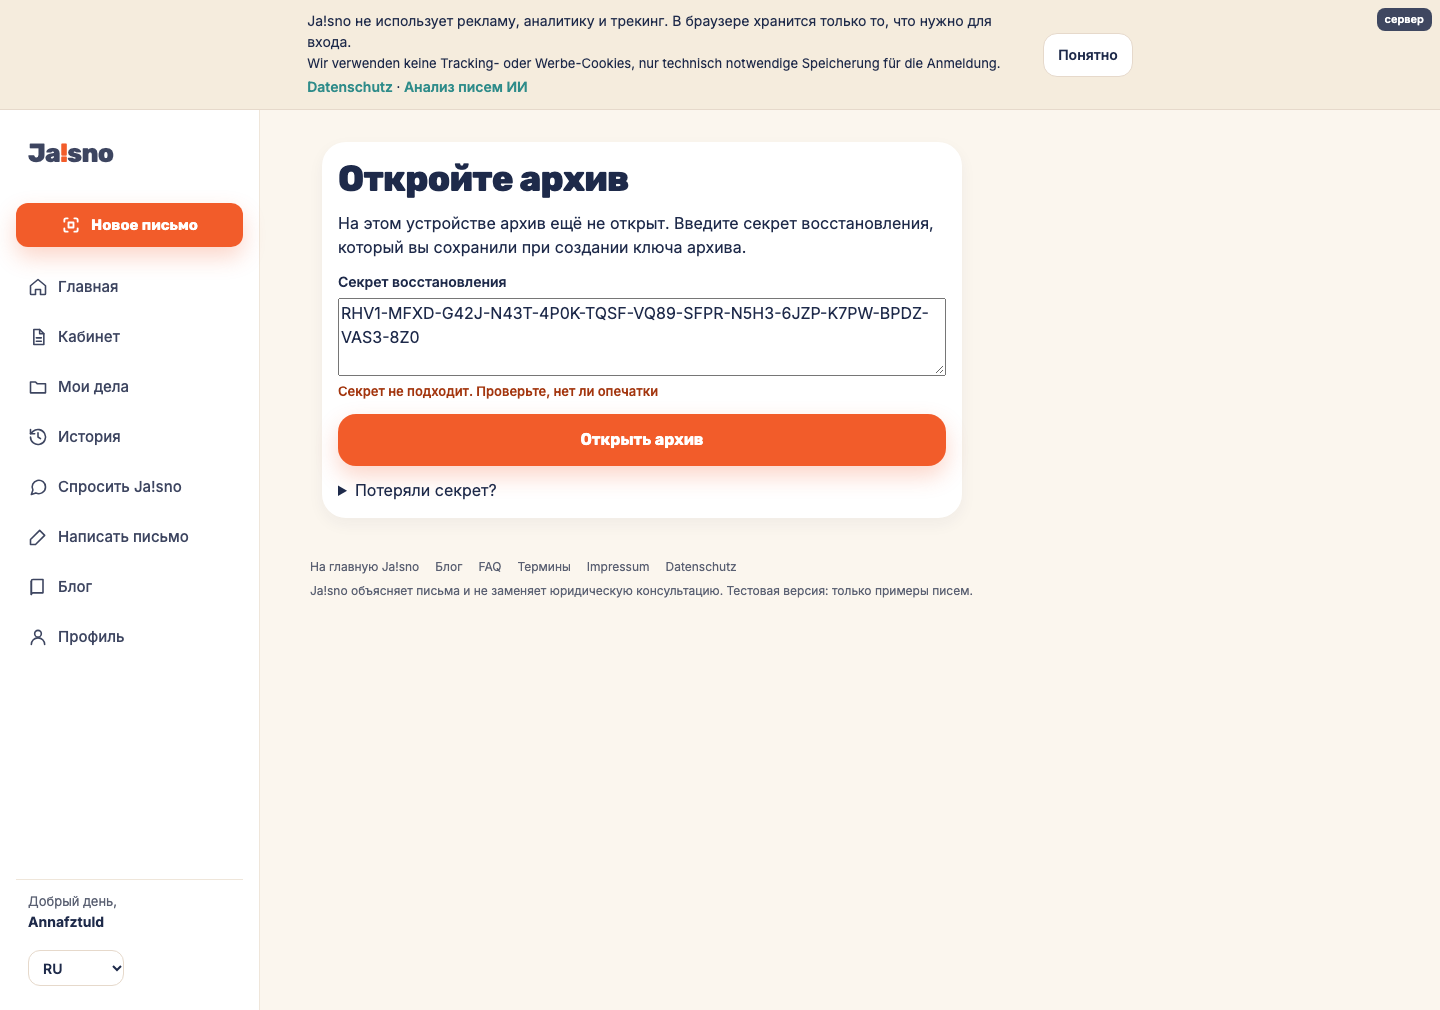 Ja!sno не использует рекламу, аналитику и трекинг. В браузере хранится только то, что нужно для
входа.
Wir verwenden keine Tracking- oder Werbe-Cookies, nur technisch notwendige Speicherung für die Anmeldung.
Datenschutz · Анализ писем ИИ
Понятно
сервер
Ja!sno
Новое письмо
Главная
Кабинет
Мои дела
История
Спросить Ja!sno
Написать письмо
Блог
Профиль
Добрый день,
Annafztuld
RU
Откройте архив
На этом устройстве архив ещё не открыт. Введите секрет восстановления,
который вы сохранили при создании ключа архива.
Секрет восстановления
RHV1-MFXD-G42J-N43T-4P0K-TQSF-VQ89-SFPR-N5H3-6JZP-K7PW-BPDZ-
VAS3-8Z0
Секрет не подходит. Проверьте, нет ли опечатки
Открыть архив
Потеряли секрет?
На главную Ja!sno Блог FAQ Термины Impressum Datenschutz
Ja!sno объясняет письма и не заменяет юридическую консультацию. Тестовая версия: только примеры писем.